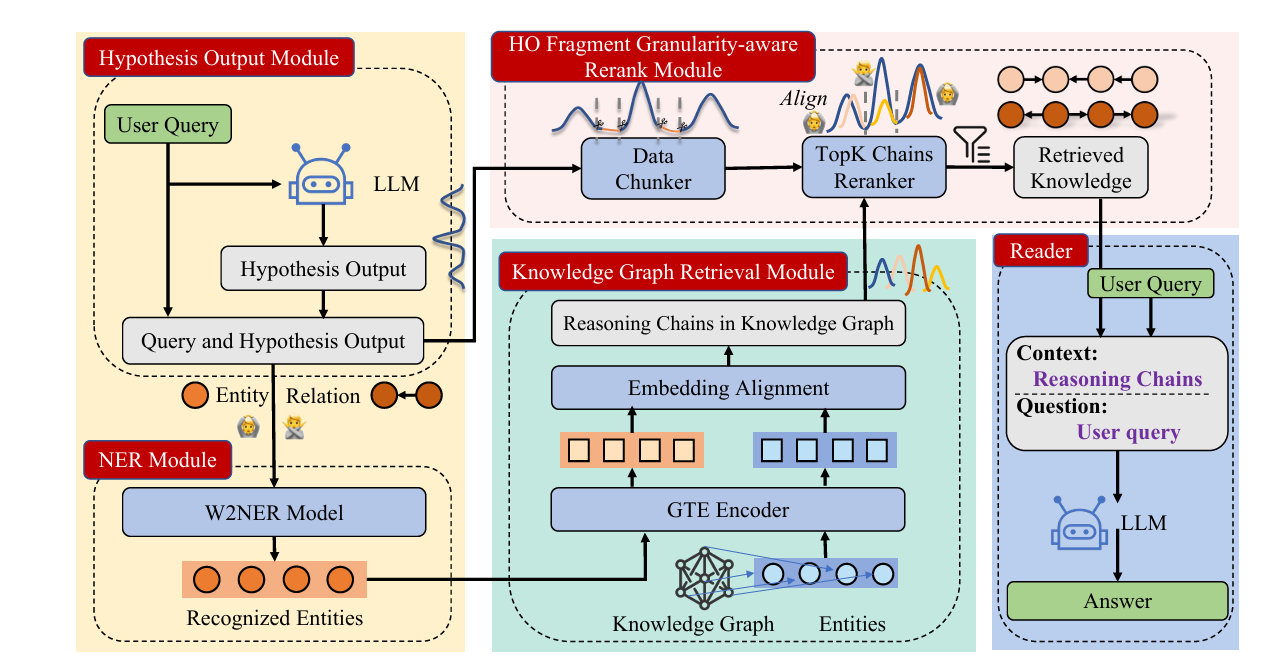 Hypothesis Output Module
User Query
LLM
Hypothesis Output
Query and Hypothesis Output
Entity
Relation
NER Module
W2NER Model
Recognized Entities
HO Fragment Granularity-aware
Rerank Module
Align
Data
Chunker
TopK Chains
Reranker
Retrieved
Knowledge
Knowledge Graph Retrieval Module
Reasoning Chains in Knowledge Graph
Embedding Alignment
GTE Encoder
Knowledge Graph
Entities
Reader
User Query
Context:
Reasoning Chains
Question:
User query
LLM
Answer